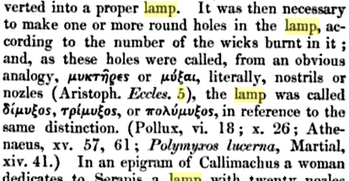 verted into a proper lamp. It was then necessary
to make one or more round holes in the lamp, ac-
cording to the number of the wicks burnt in it ;
and, as these holes were called, from an obvious
analogy, μυκτῆρες or μύξαι, literally, nostrils or
nozles (Aristoph. Eccles. 5), the lamp was called
δίμυξος, τρίμυξος, or πολύμυξος, in reference to the
same distinction. (Pollux, vi. 18 ; x. 26 ; Athe-
naeus, xv. 57, 61 ; Polymyxos lucerna, Martial,
xiv. 41.) In an epigram of Callimachus a woman
dedicates to Serapis a lamp with twenty nozles